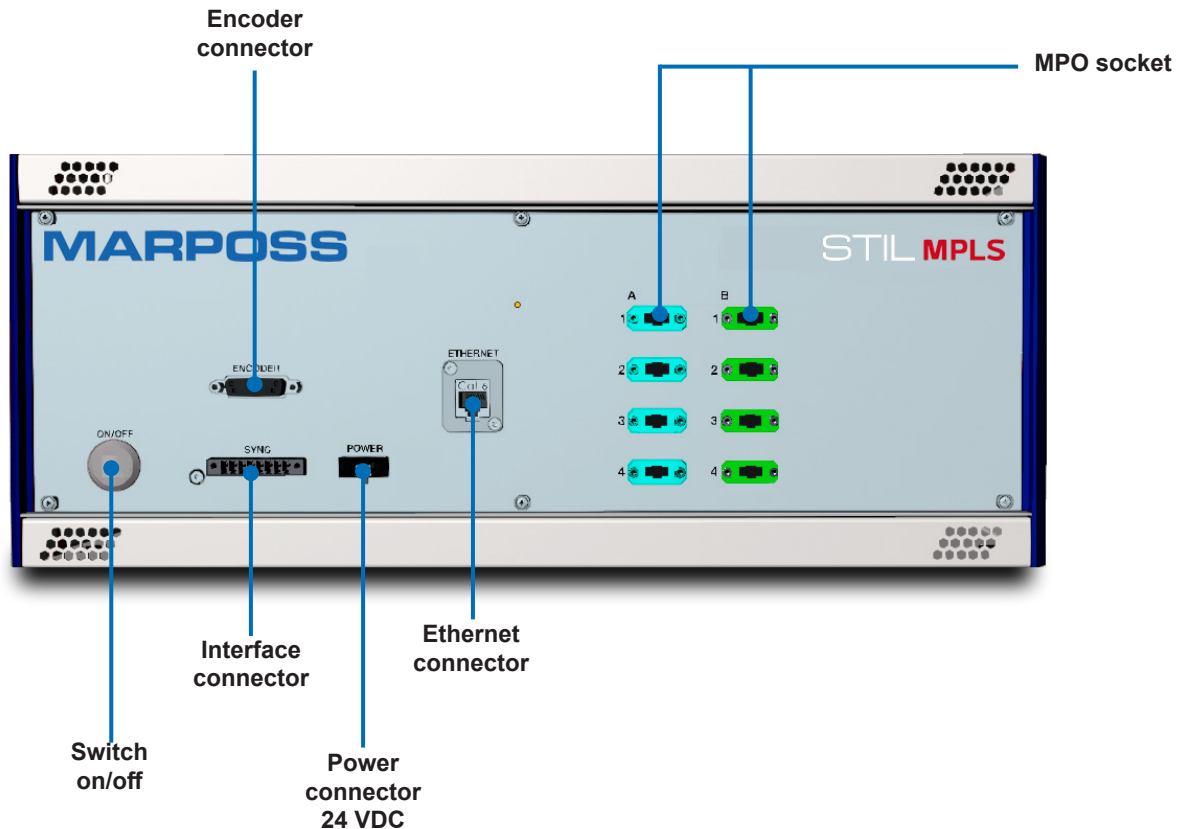 Encoder
connector
MPO socket
MARPOSS
STIL MPLS
A B
1 1
ETHERNET
ENCODER
2 2
Cat 6
3 3
ON/OFF
SYNC
POWER
4 4
Ethernet
connector
Interface
connector
Switch
on/off
Power
connector
24 VDC